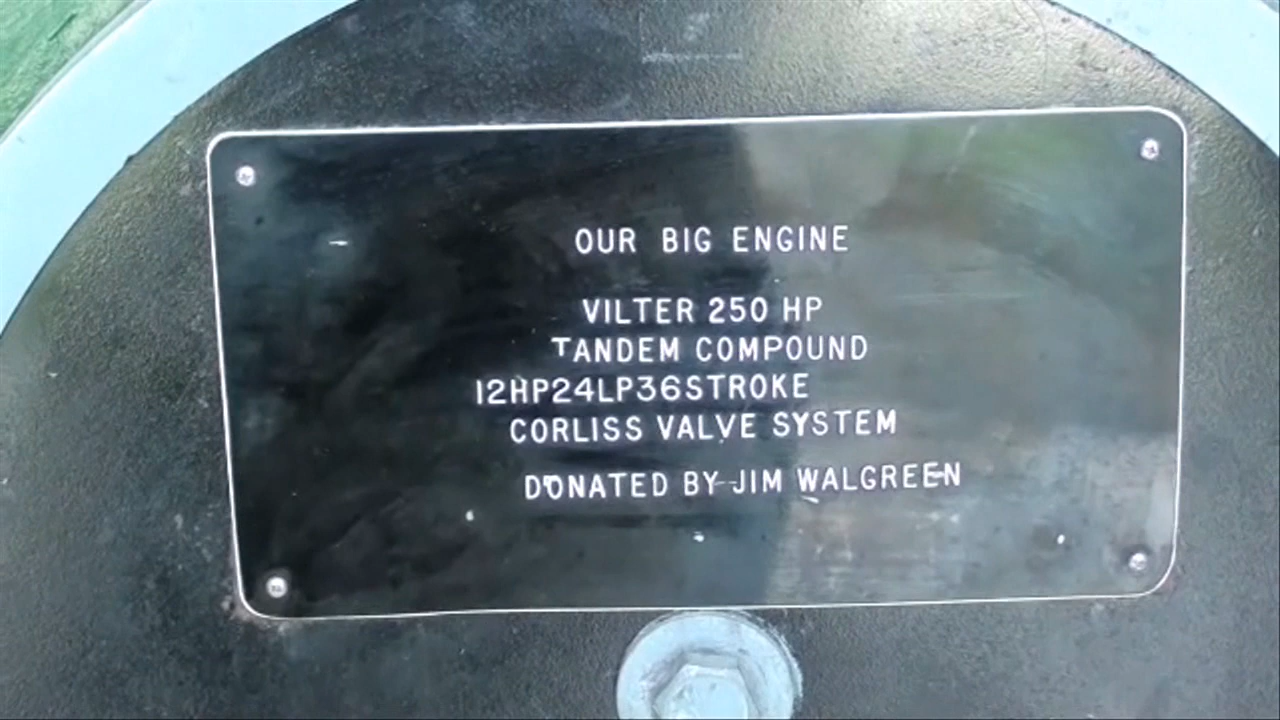 OUR BIG ENGINE
VILTER 250 HP
TANDEM COMPOUND
12HP24LP36STROKE
CORLISS VALVE SYSTEM
DONATED BY JIM WALGREEN